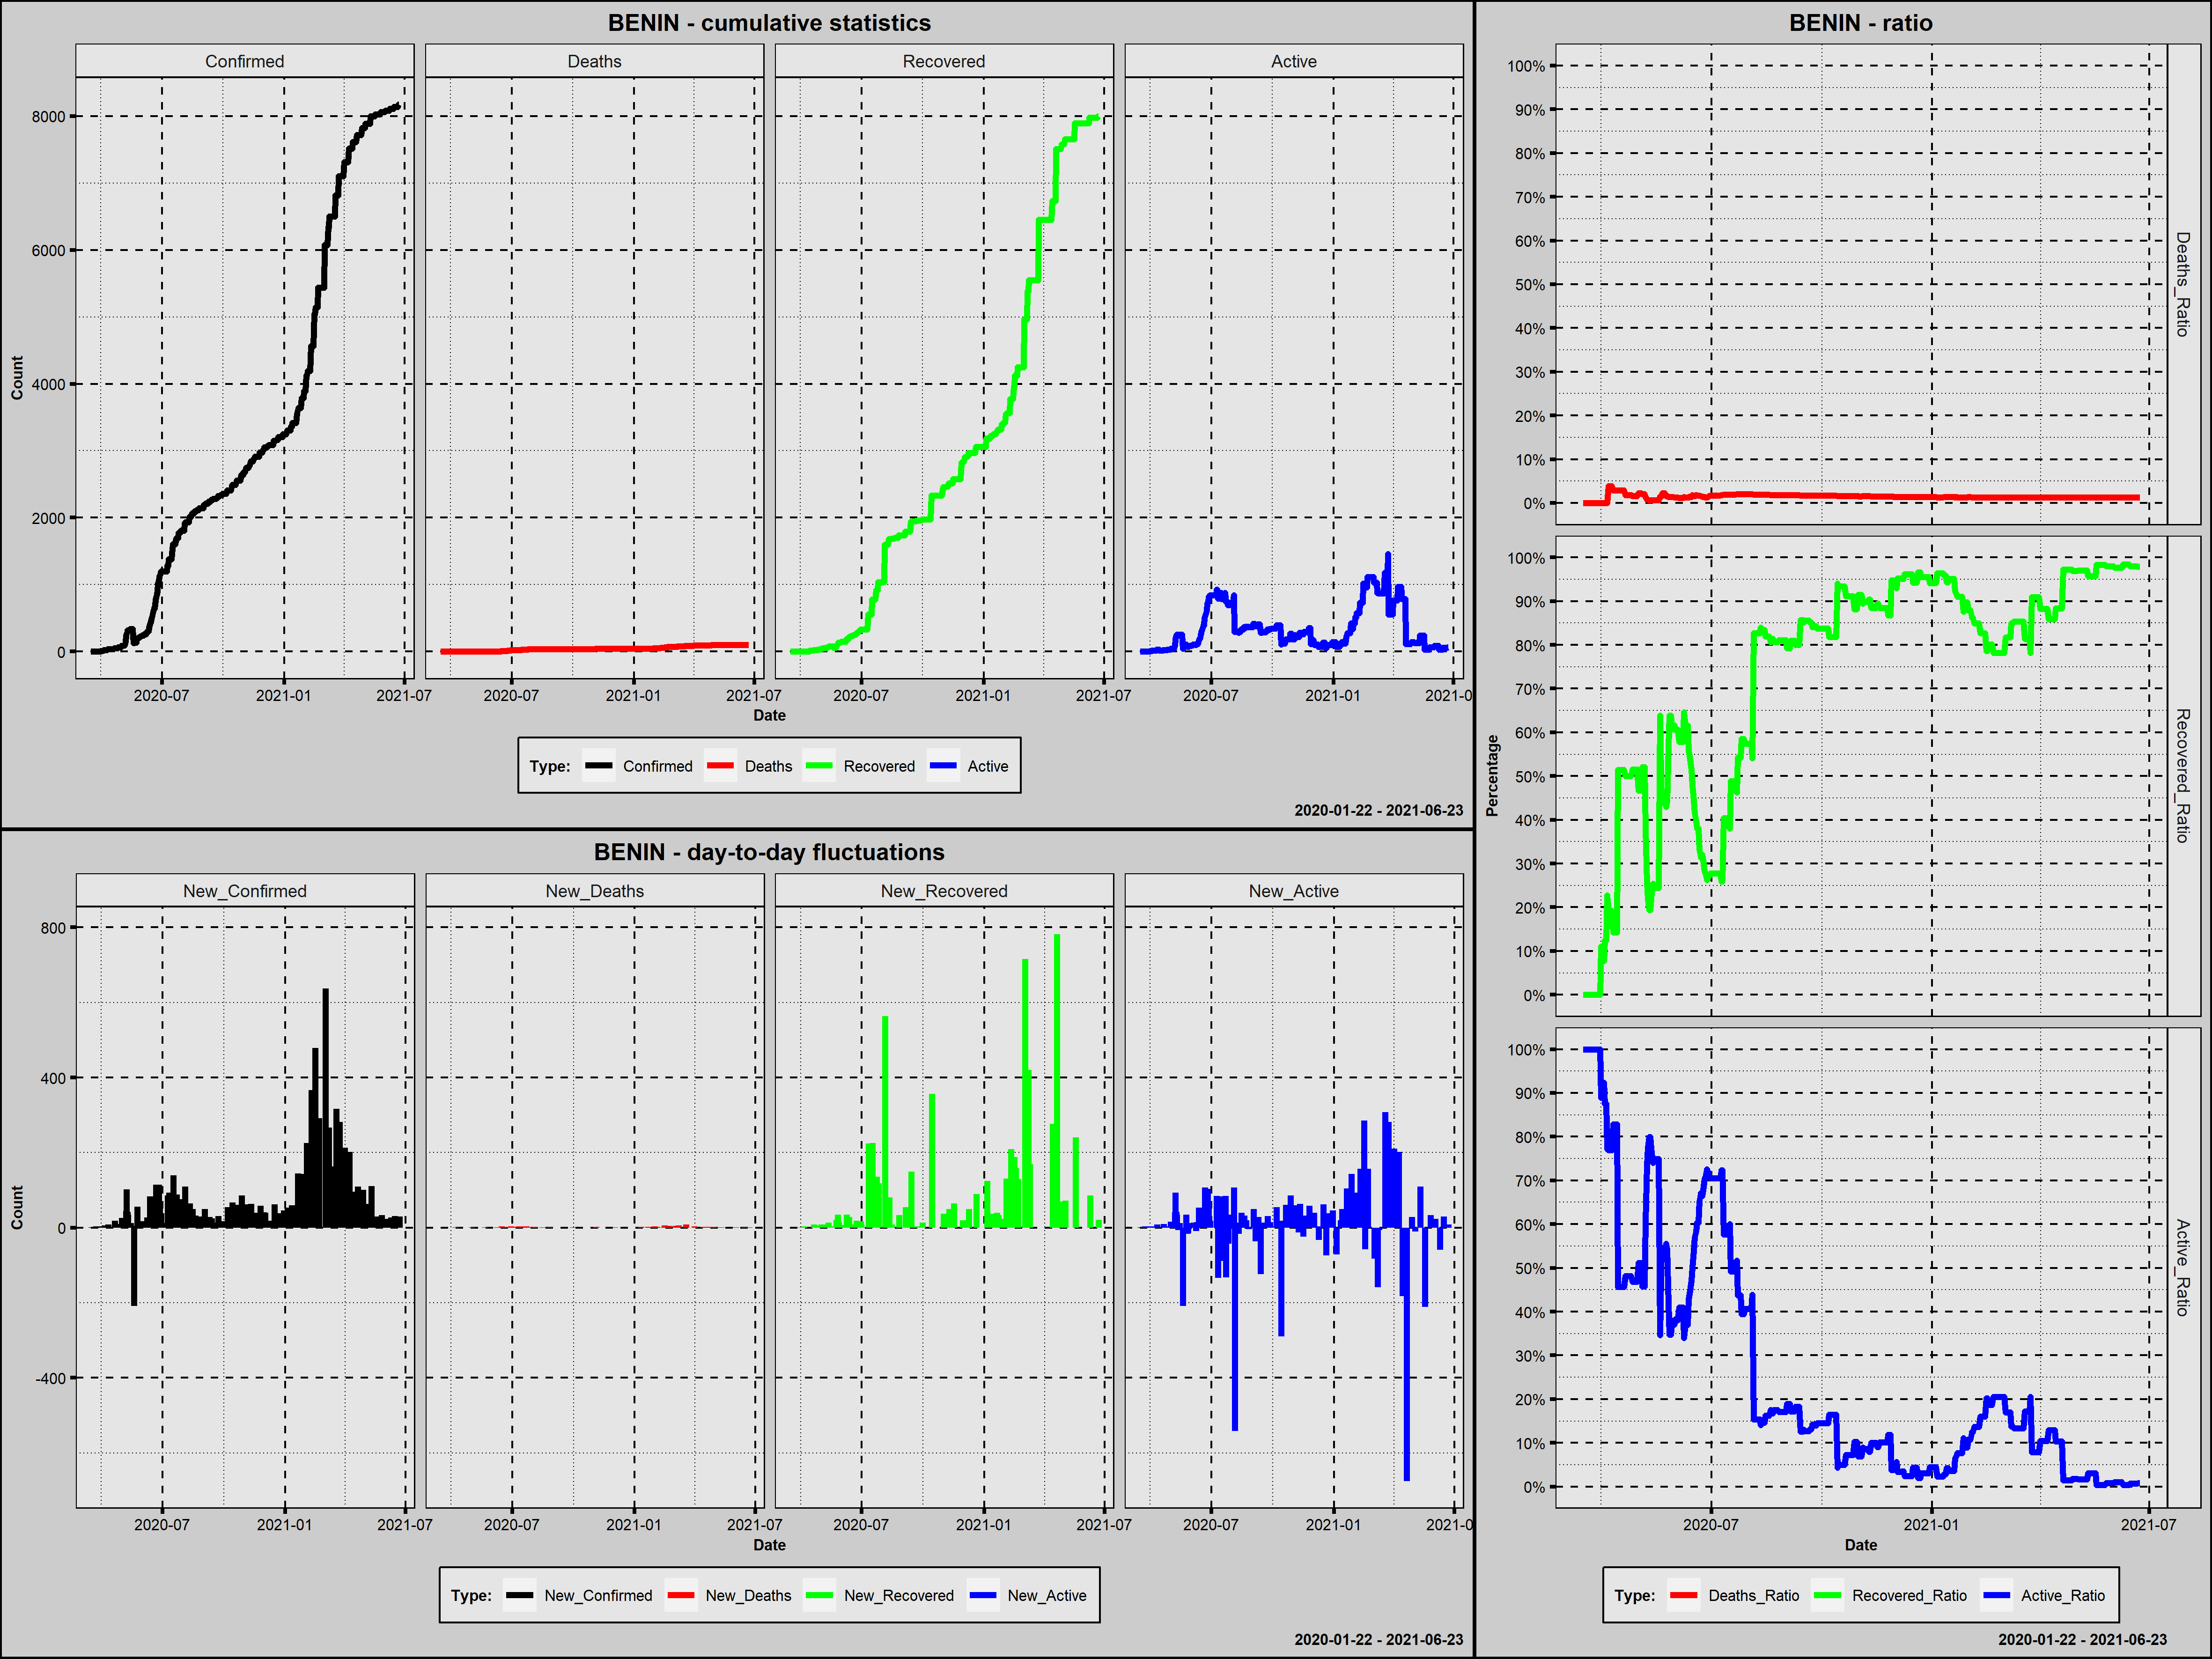 BENIN - cumulative statistics
Confirmed Deaths Recovered Active
Count
8000
6000
4000
2000
0
2020-07 2021-01 2021-07 2020-07 2021-01 2021-07 2020-07 2021-01 2021-07 2020-07 2021-01 2021-0
Date
Type: Confirmed Deaths Recovered Active
2020-01-22 - 2021-06-23
BENIN - day-to-day fluctuations
New_Confirmed New_Deaths New_Recovered New_Active
Count
800
400
0
-400
2020-07 2021-01 2021-07 2020-07 2021-01 2021-07 2020-07 2021-01 2021-07 2020-07 2021-01 2021-0
Date
Type: New_Confirmed New_Deaths New_Recovered New_Active
2020-01-22 - 2021-06-23
BENIN - ratio
Percentage
100%
90%
80%
70%
60%
50%
40%
30%
20%
10%
0%
Deaths_Ratio
100%
90%
80%
70%
60%
50%
40%
30%
20%
10%
0%
Recovered_Ratio
100%
90%
80%
70%
60%
50%
40%
30%
20%
10%
0%
Active_Ratio
2020-07 2021-01 2021-07
Date
Type: Deaths_Ratio Recovered_Ratio Active_Ratio
2020-01-22 - 2021-06-23